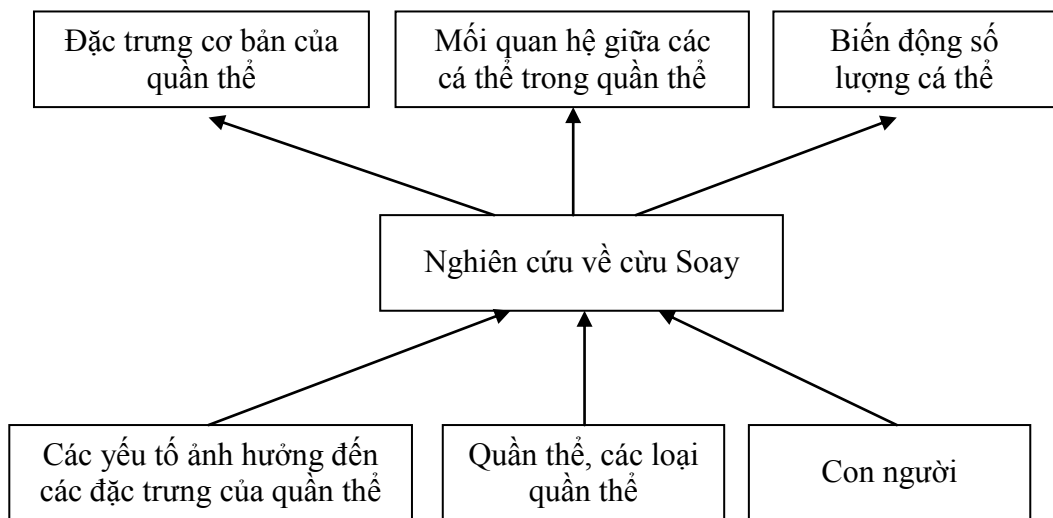 Đặc trưng cơ bản của
quần thể
Mối quan hệ giữa các
cá thể trong quần thể
Biến động số
lượng cá thể
Nghiên cứu về cừu Soay
Các yếu tố ảnh hưởng đến
các đặc trưng của quần thể
Quần thể, các loại
quần thể
Con người